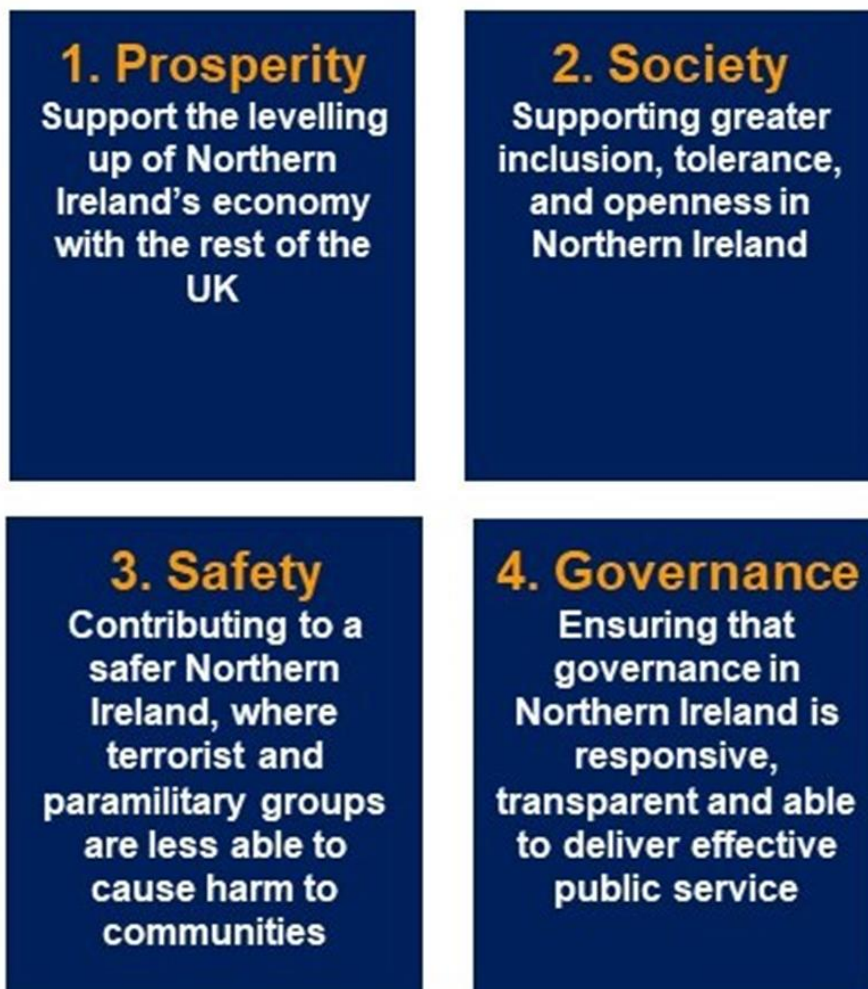 1. Prosperity
Support the levelling
up of Northern
Ireland's economy
with the rest of the
UK
2. Society
Supporting greater
inclusion, tolerance,
and openness in
Northern Ireland
3. Safety
Contributing to a
safer Northern
Ireland, where
terrorist and
paramilitary groups
are less able to
cause harm to
communities
4. Governance
Ensuring that
governance in
Northern Ireland is
responsive,
transparent and able
to deliver effective
public service